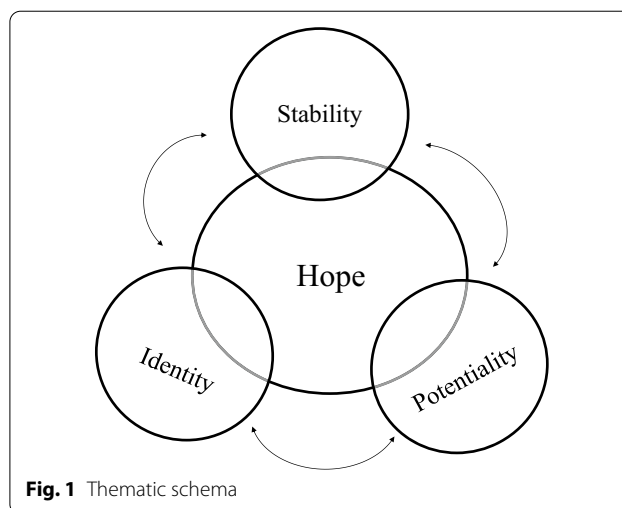 Stability
Hope
Identity
Potentiality
Fig. 1 Thematic schema